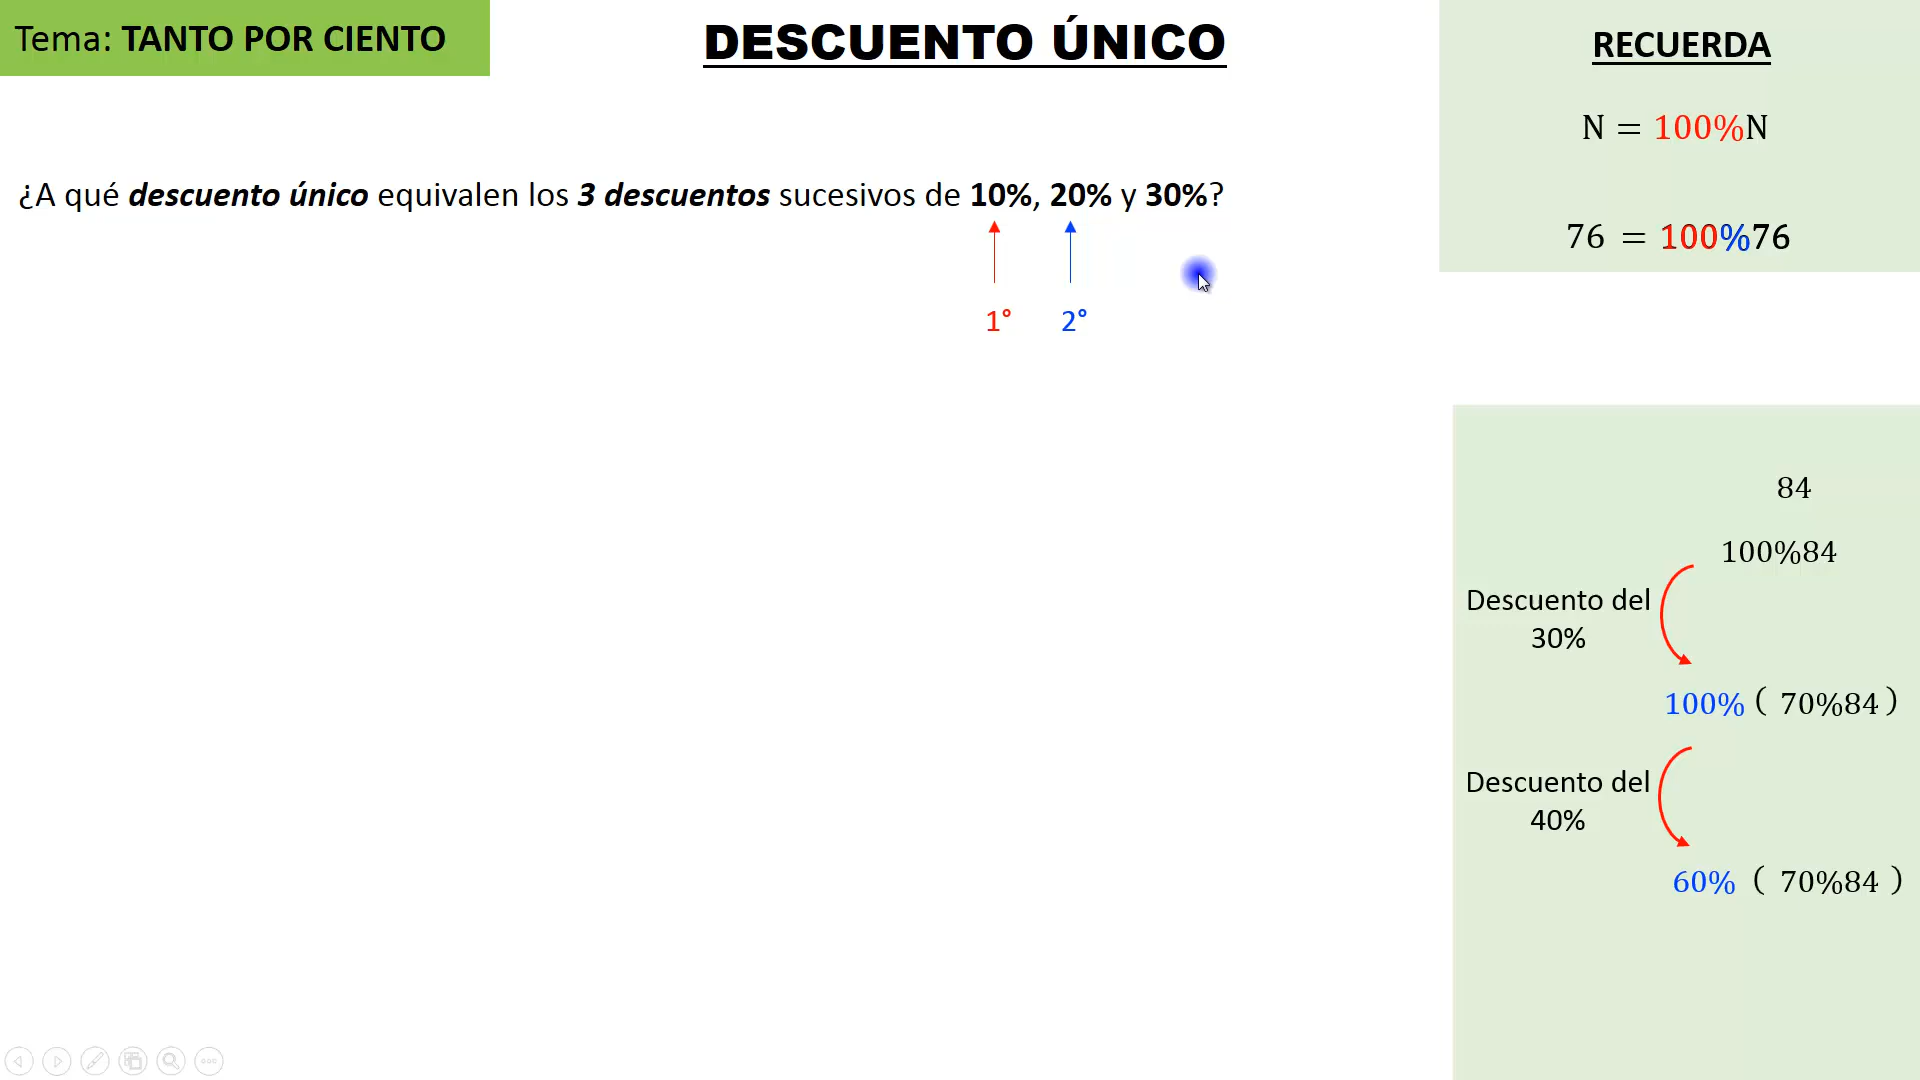 Tema: TANTO POR CIENTO
DESCUENTO ÚNICO
RECUERDA
N = 100%N
76 = 100%76
¿A qué descuento único equivalen los 3 descuentos sucesivos de 10%, 20% y 30%?
1° 2°
84
100%84
Descuento del
30%
100% ( 70%84 )
Descuento del
40%
60% ( 70%84 )